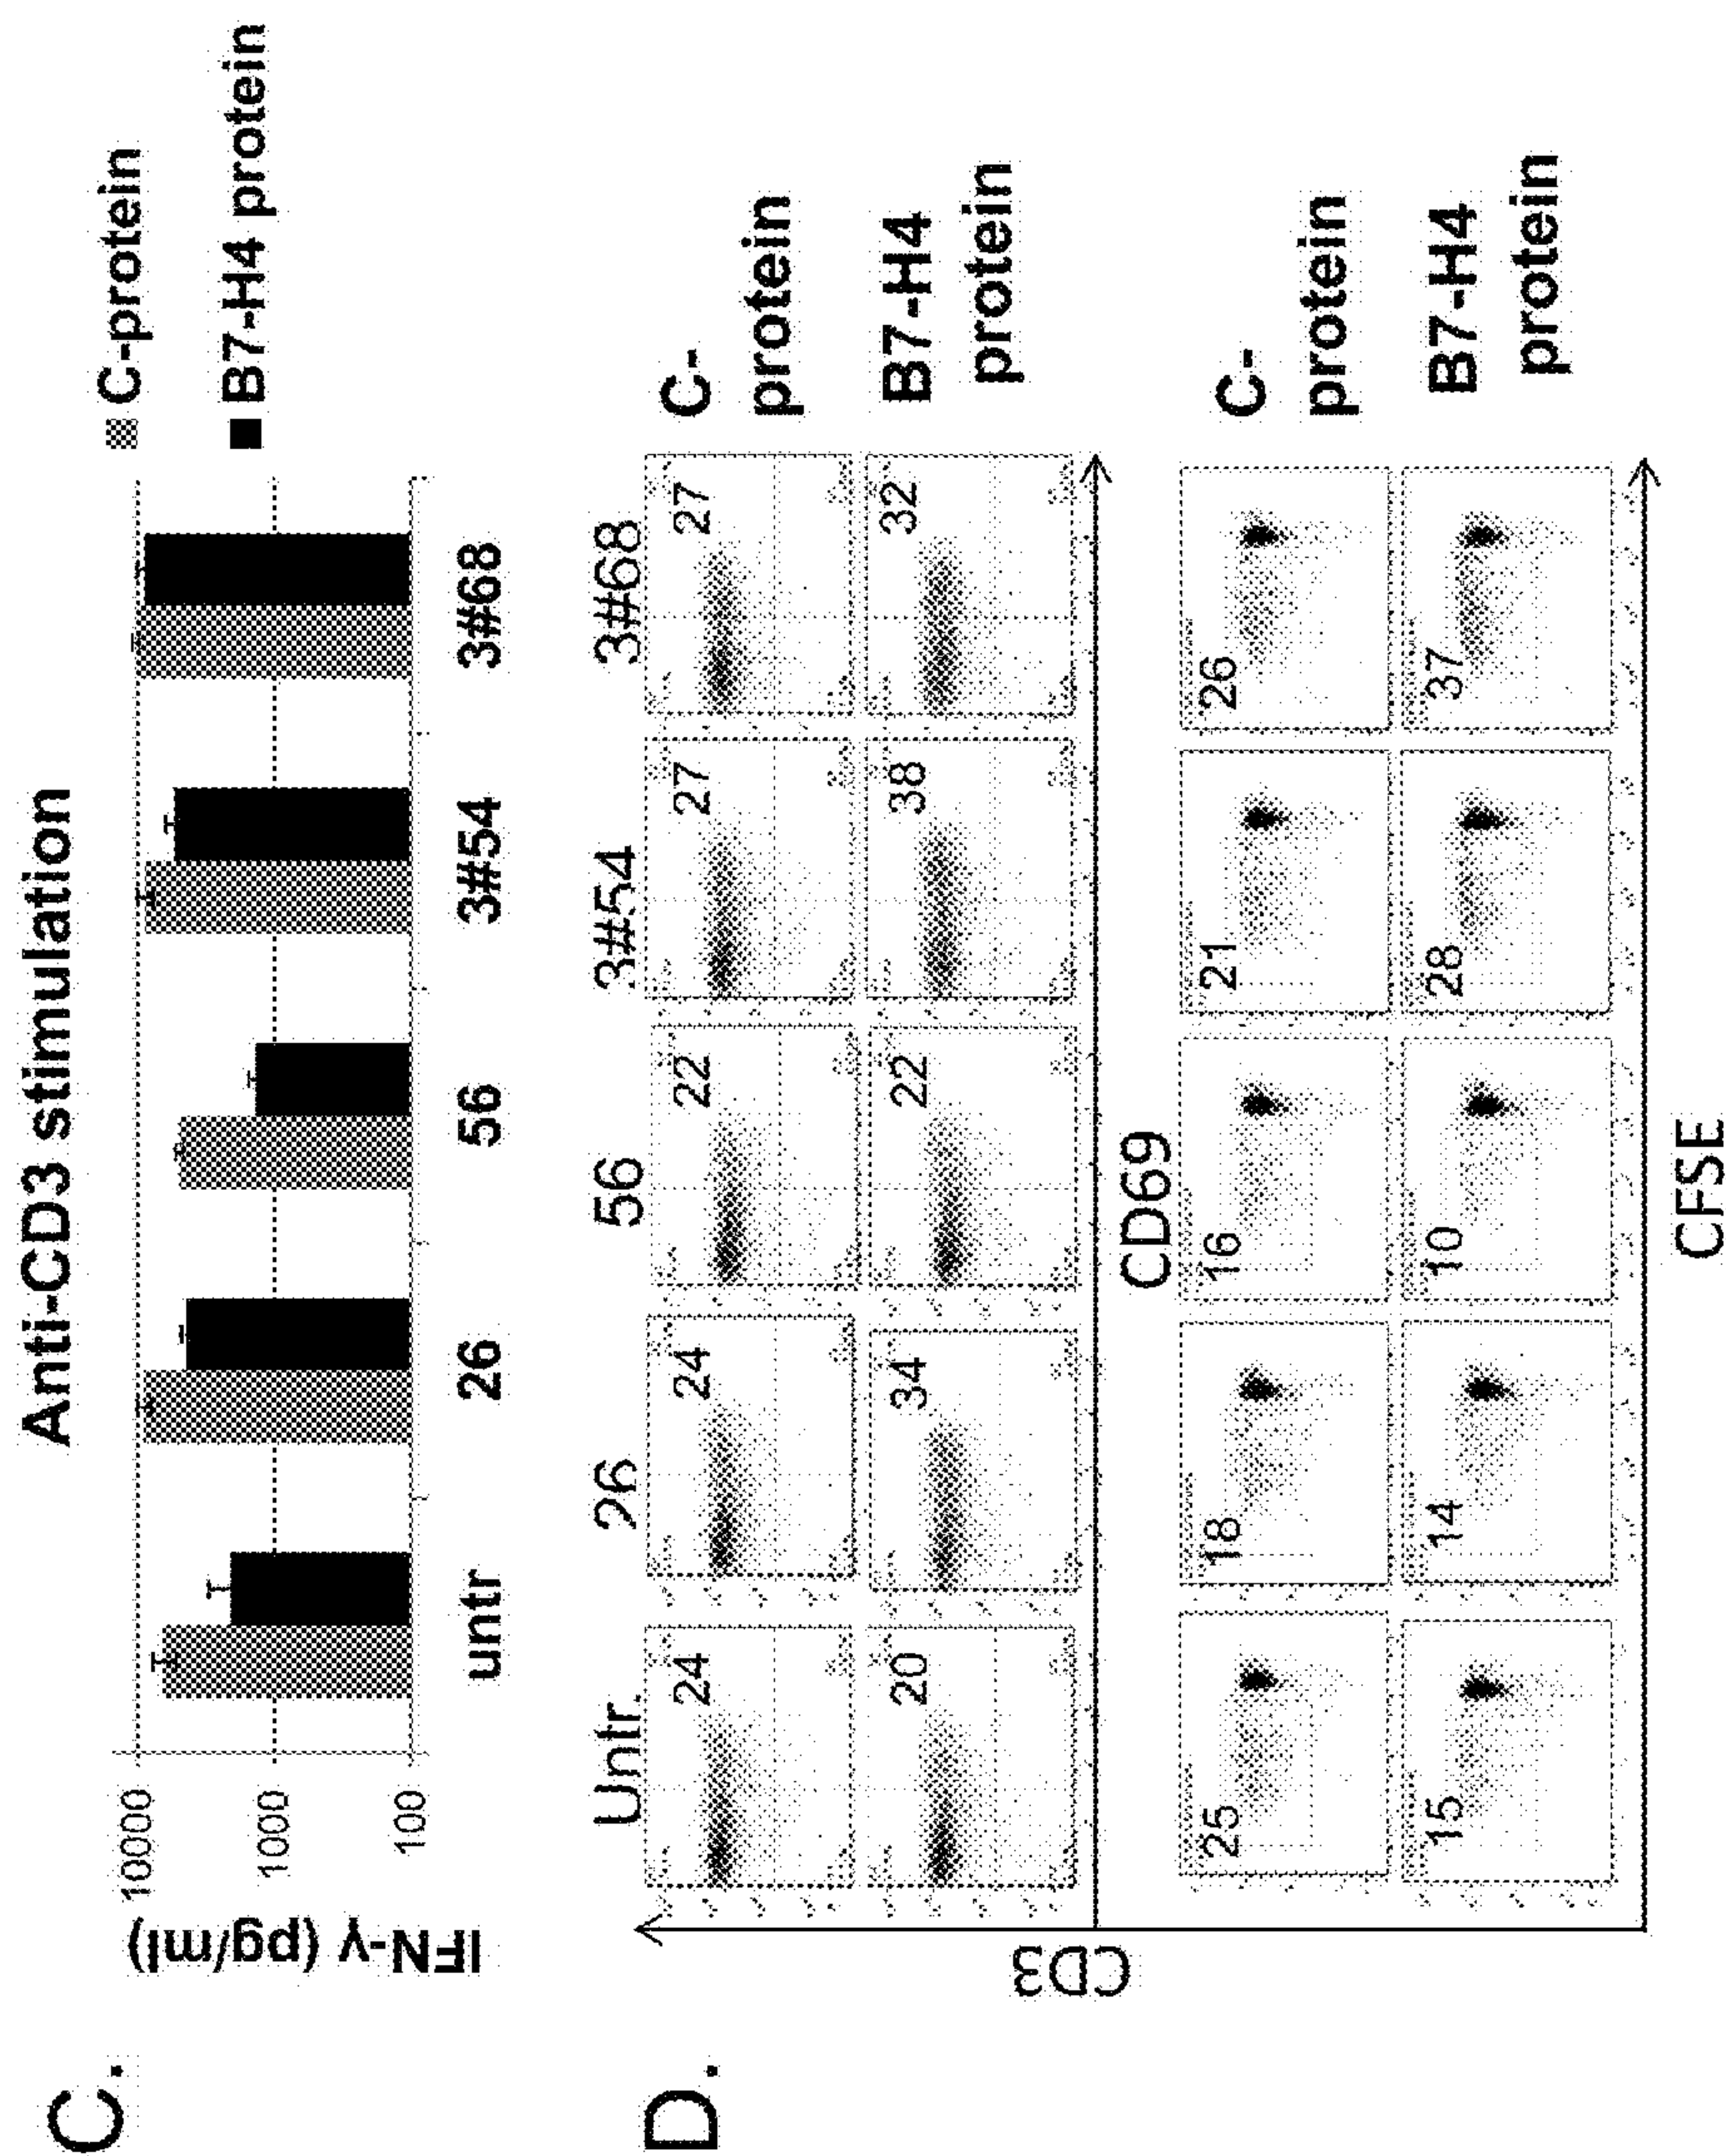 C.
Anti-CD3 stimulation
IFN-γ (pg/ml)
10000
1000
100
untr
26
56
3#54
3#68
C-protein
B7-H4 protein
D.
Untr.
26
56
3#54
3#68
24
24
22
27
27
C-
protein
20
34
22
38
32
B7-H4
protein
CD3
CD69
25
18
16
21
26
C-
protein
15
14
10
28
37
B7-H4
protein
CFSE